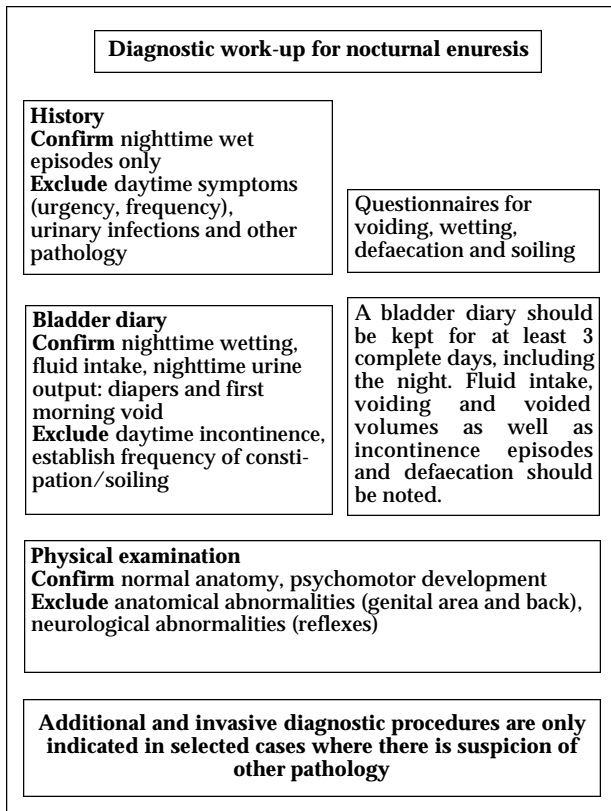 Diagnostic work-up for nocturnal enuresis
History
Confirm nighttime wet
episodes only
Exclude daytime symptoms
(urgency, frequency),
urinary infections and other
pathology
Questionnaires for
voiding, wetting,
defaecation and soiling
Bladder diary
Confirm nighttime wetting,
fluid intake, nighttime urine
output: diapers and first
morning void
Exclude daytime incontinence,
establish frequency of consti-
pation/soiling
A bladder diary should
be kept for at least 3
complete days, including
the night. Fluid intake,
voiding and voided
volumes as well as
incontinence episodes
and defaecation should
be noted.
Physical examination
Confirm normal anatomy, psychomotor development
Exclude anatomical abnormalities (genital area and back),
neurological abnormalities (reflexes)
Additional and invasive diagnostic procedures are only
indicated in selected cases where there is suspicion of
other pathology